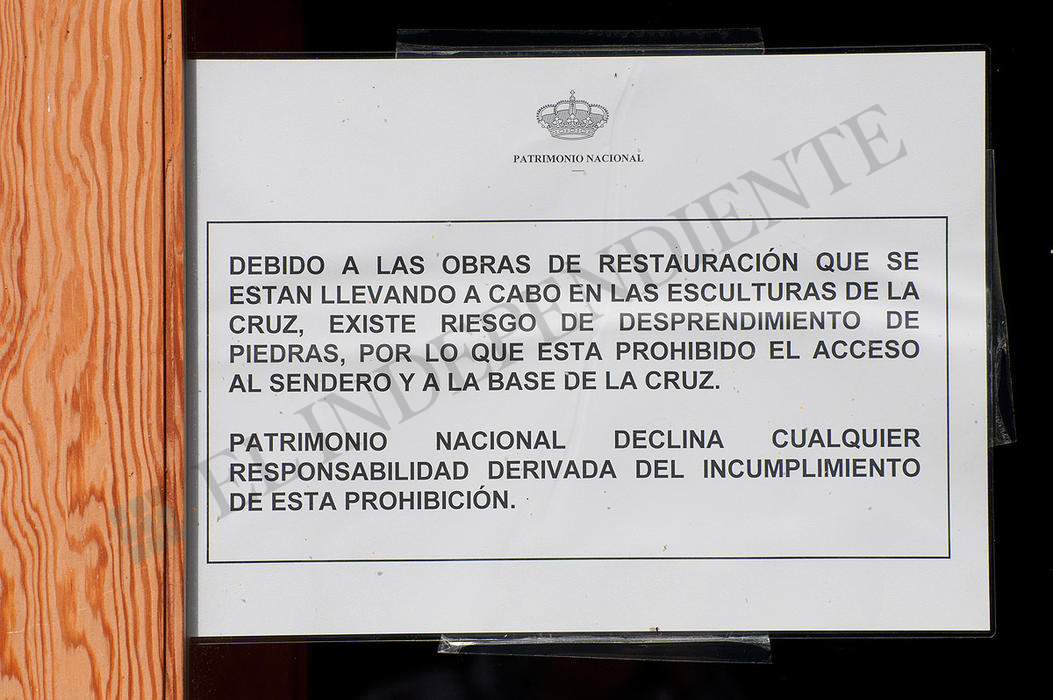 PATRIMONIO NACIONAL
DEBIDO A LAS OBRAS DE RESTAURACIÓN QUE SE
ESTAN LLEVANDO A CABO EN LAS ESCULTURAS DE LA
CRUZ, EXISTE RIESGO DE DESPRENDIMIENTO DE
PIEDRAS, POR LO QUE ESTA PROHIBIDO EL ACCESO
AL SENDERO Y A LA BASE DE LA CRUZ.
PATRIMONIO NACIONAL DECLINA CUALQUIER
RESPONSABILIDAD DERIVADA DEL INCUMPLIMIENTO
DE ESTA PROHIBICIÓN.
EL INDEPENDIENTE